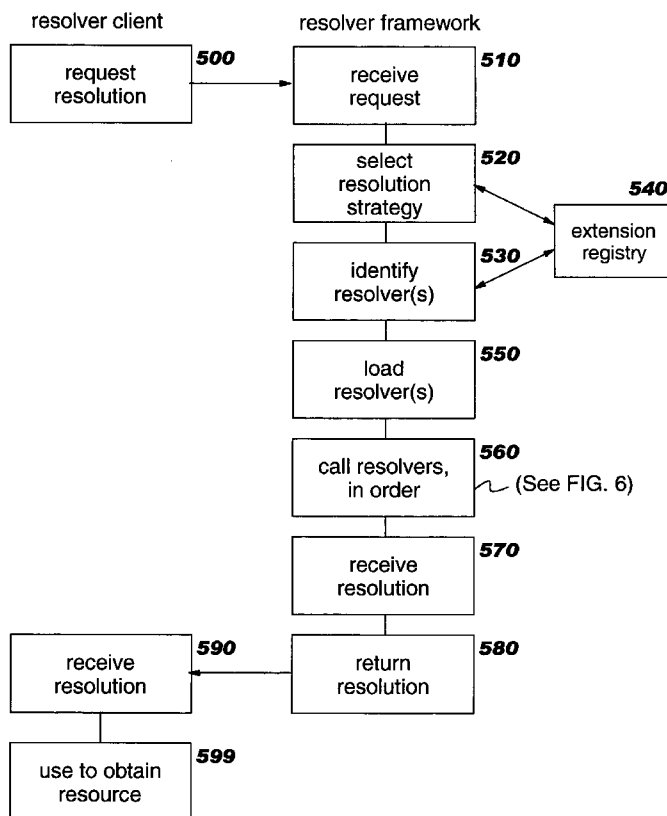 resolver client
resolver framework
500
request
resolution
510
receive
request
520
select
resolution
strategy
540
extension
registry
530
identify
resolver(s)
550
load
resolver(s)
560
call resolvers,
in order
(See FIG. 6)
570
receive
resolution
580
return
resolution
590
receive
resolution
599
use to obtain
resource